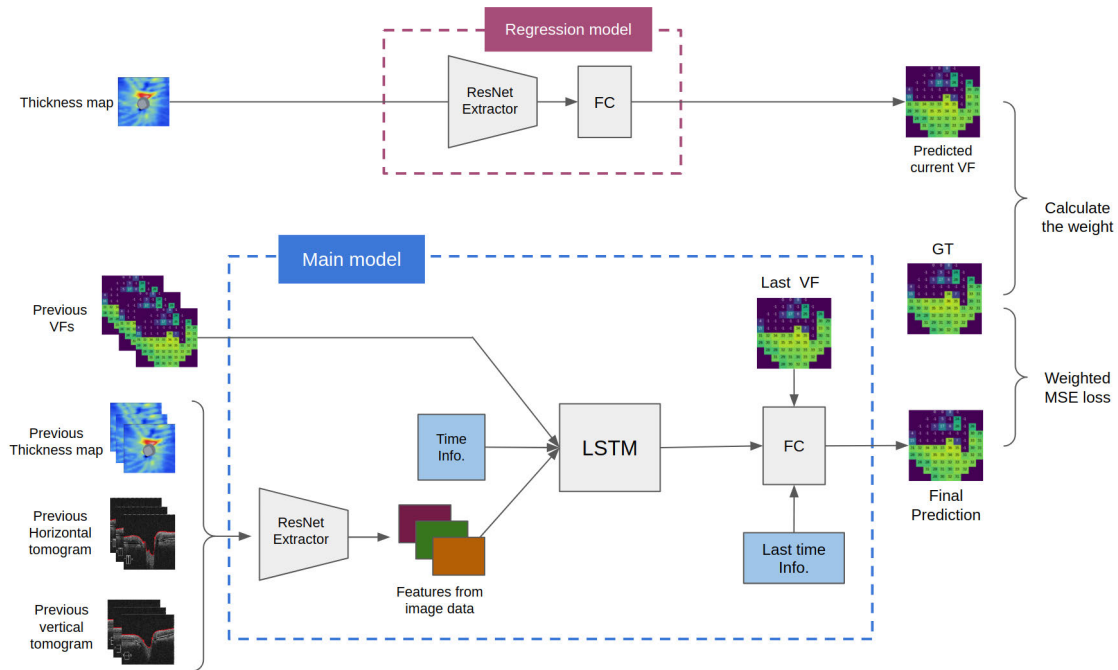 Regression model
Thickness map
ResNet
Extractor
FC
Predicted
current VF
Calculate
the weight
Main model
GT
Last VF
Previous
VFs
Weighted
MSE loss
Previous
Thickness map
Time
Info.
LSTM
FC
Previous
Horizontal
tomogram
ResNet
Extractor
Final
Prediction
Last time
Info.
Features from
image data
Previous
vertical
tomogram